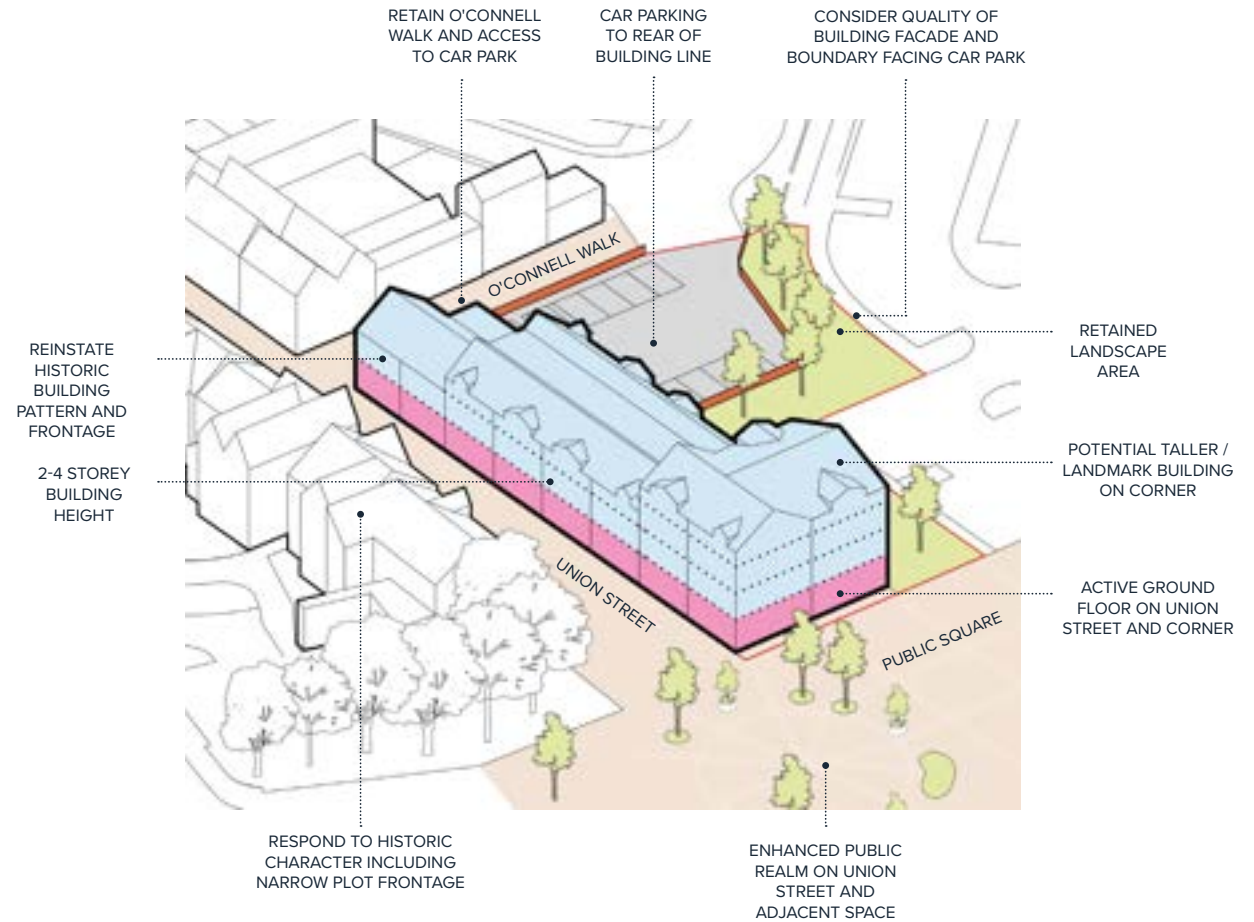 RETAIN O'CONNELL
WALK AND ACCESS
TO CAR PARK
CAR PARKING
TO REAR OF
BUILDING LINE
CONSIDER QUALITY OF
BUILDING FACADE AND
BOUNDARY FACING CAR PARK
O'CONNELL WALK
REINSTATE
HISTORIC
BUILDING
PATTERN AND
FRONTAGE
2-4 STOREY
BUILDING
HEIGHT
RETAINED
LANDSCAPE
AREA
POTENTIAL TALLER /
LANDMARK BUILDING
ON CORNER
ACTIVE GROUND
FLOOR ON UNION
STREET AND CORNER
UNION STREET
PUBLIC SQUARE
RESPOND TO HISTORIC
CHARACTER INCLUDING
NARROW PLOT FRONTAGE
ENHANCED PUBLIC
REALM ON UNION
STREET AND
ADJACENT SPACE